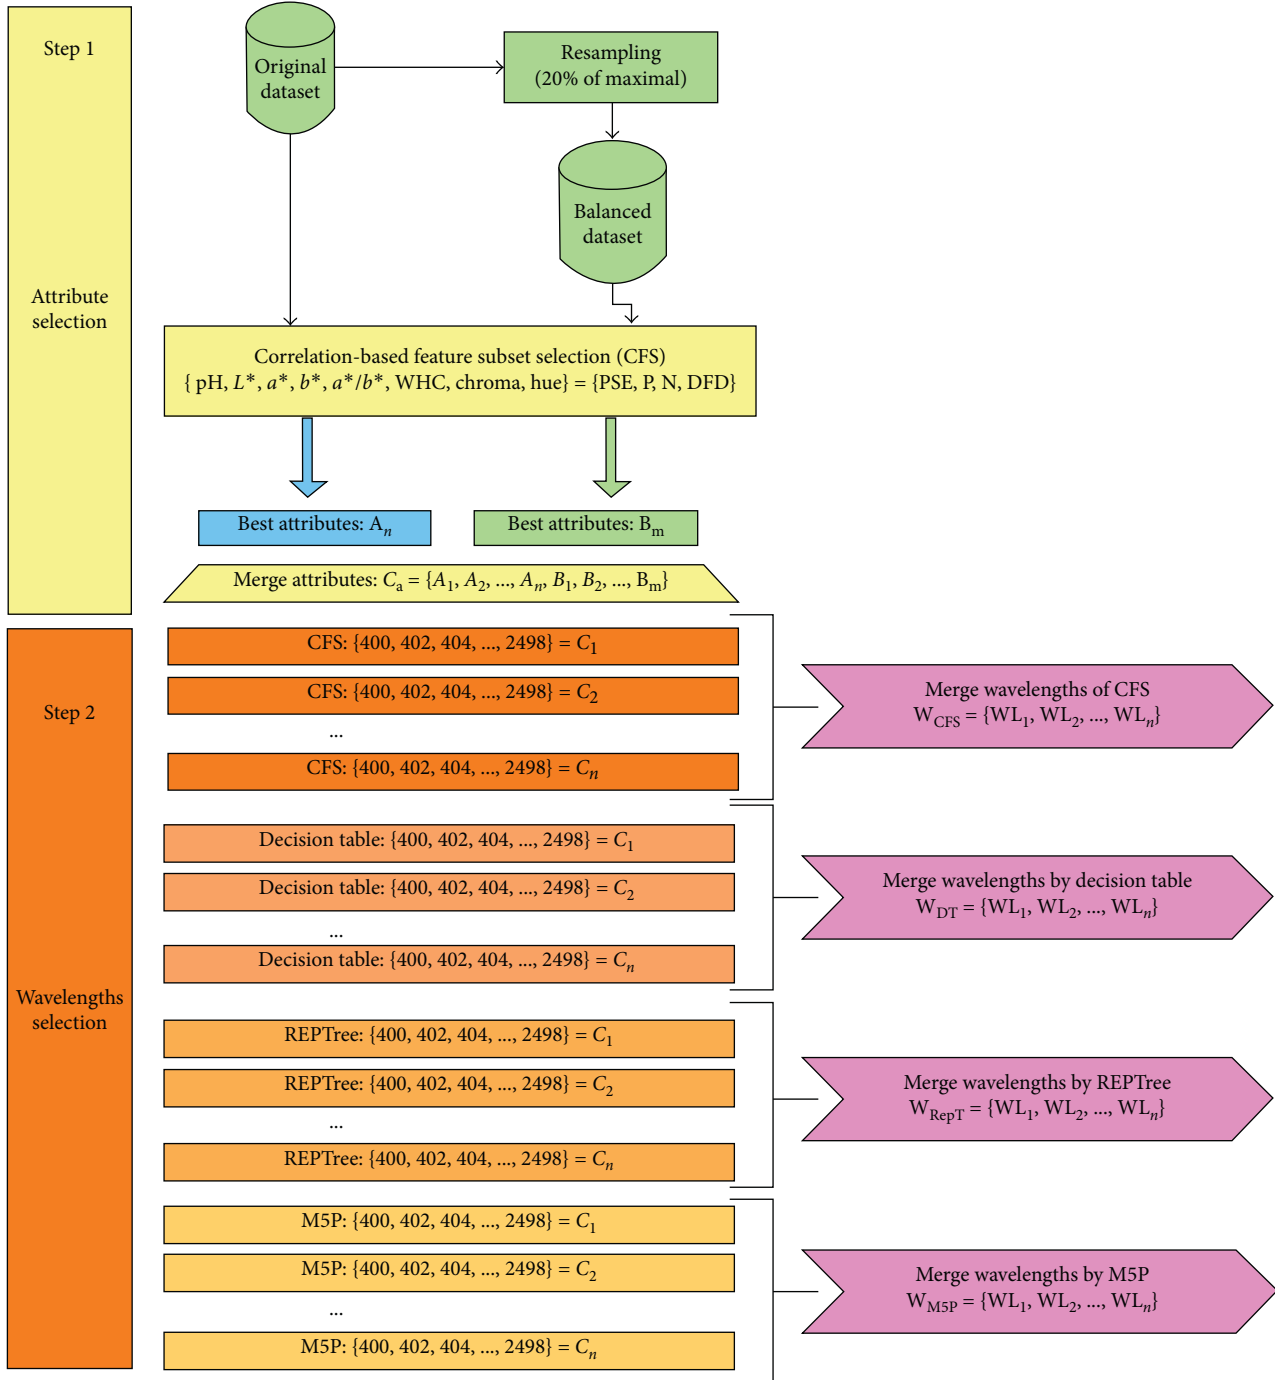 Step 1
Attribute
selection
Original
dataset
Resampling
(20% of maximal)
Balanced
dataset
Correlation-based feature subset selection (CFS)
{ pH, L*, a*, b*, a*/b*, WHC, chroma, hue} = {PSE, P, N, DFD}
Best attributes: Aₙ
Best attributes: Bₘ
Merge attributes: Cₐ = {A₁, A₂, ..., Aₙ, B₁, B₂, ..., Bₘ}
Step 2
Wavelengths
selection
CFS: {400, 402, 404, ..., 2498} = C₁
CFS: {400, 402, 404, ..., 2498} = C₂
...
CFS: {400, 402, 404, ..., 2498} = Cₙ
Merge wavelengths of CFS
W_CFS = {WL₁, WL₂, ..., WLₙ}
Decision table: {400, 402, 404, ..., 2498} = C₁
Decision table: {400, 402, 404, ..., 2498} = C₂
...
Decision table: {400, 402, 404, ..., 2498} = Cₙ
Merge wavelengths by decision table
W_DT = {WL₁, WL₂, ..., WLₙ}
REPTree: {400, 402, 404, ..., 2498} = C₁
REPTree: {400, 402, 404, ..., 2498} = C₂
...
REPTree: {400, 402, 404, ..., 2498} = Cₙ
Merge wavelengths by REPTree
W_RepT = {WL₁, WL₂, ..., WLₙ}
M5P: {400, 402, 404, ..., 2498} = C₁
M5P: {400, 402, 404, ..., 2498} = C₂
...
M5P: {400, 402, 404, ..., 2498} = Cₙ
Merge wavelengths by M5P
W_M5P = {WL₁, WL₂, ..., WLₙ}